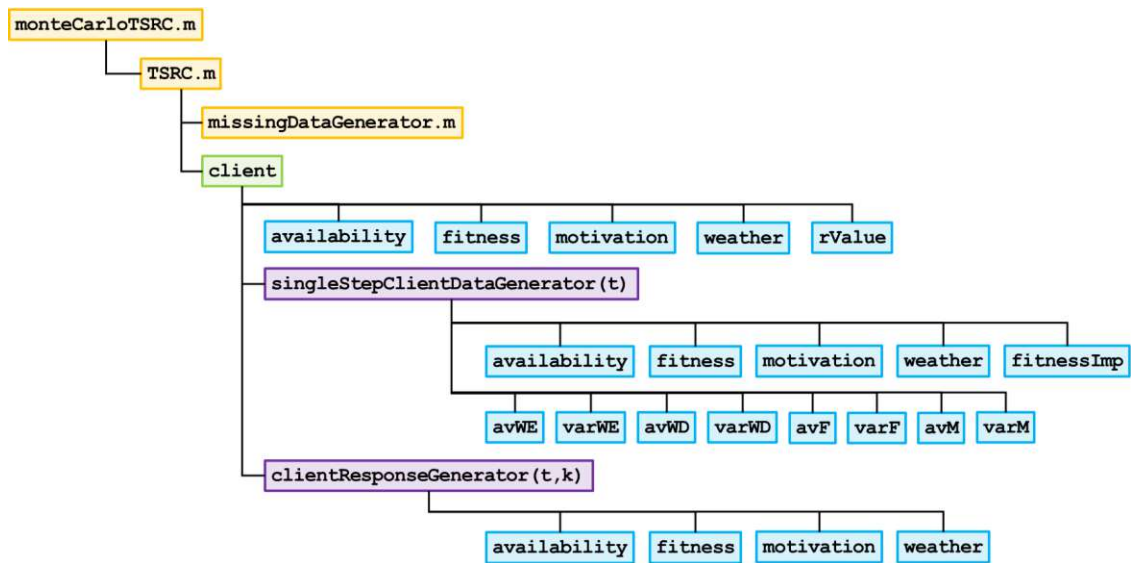 monteCarloTSRC.m
TSRC.m
missingDataGenerator.m
client
availability fitness motivation weather rValue
singleStepClientDataGenerator(t)
availability fitness motivation weather fitnessImp
avWE varWE avWD varWD avF varF avM varM
clientResponseGenerator(t,k)
availability fitness motivation weather